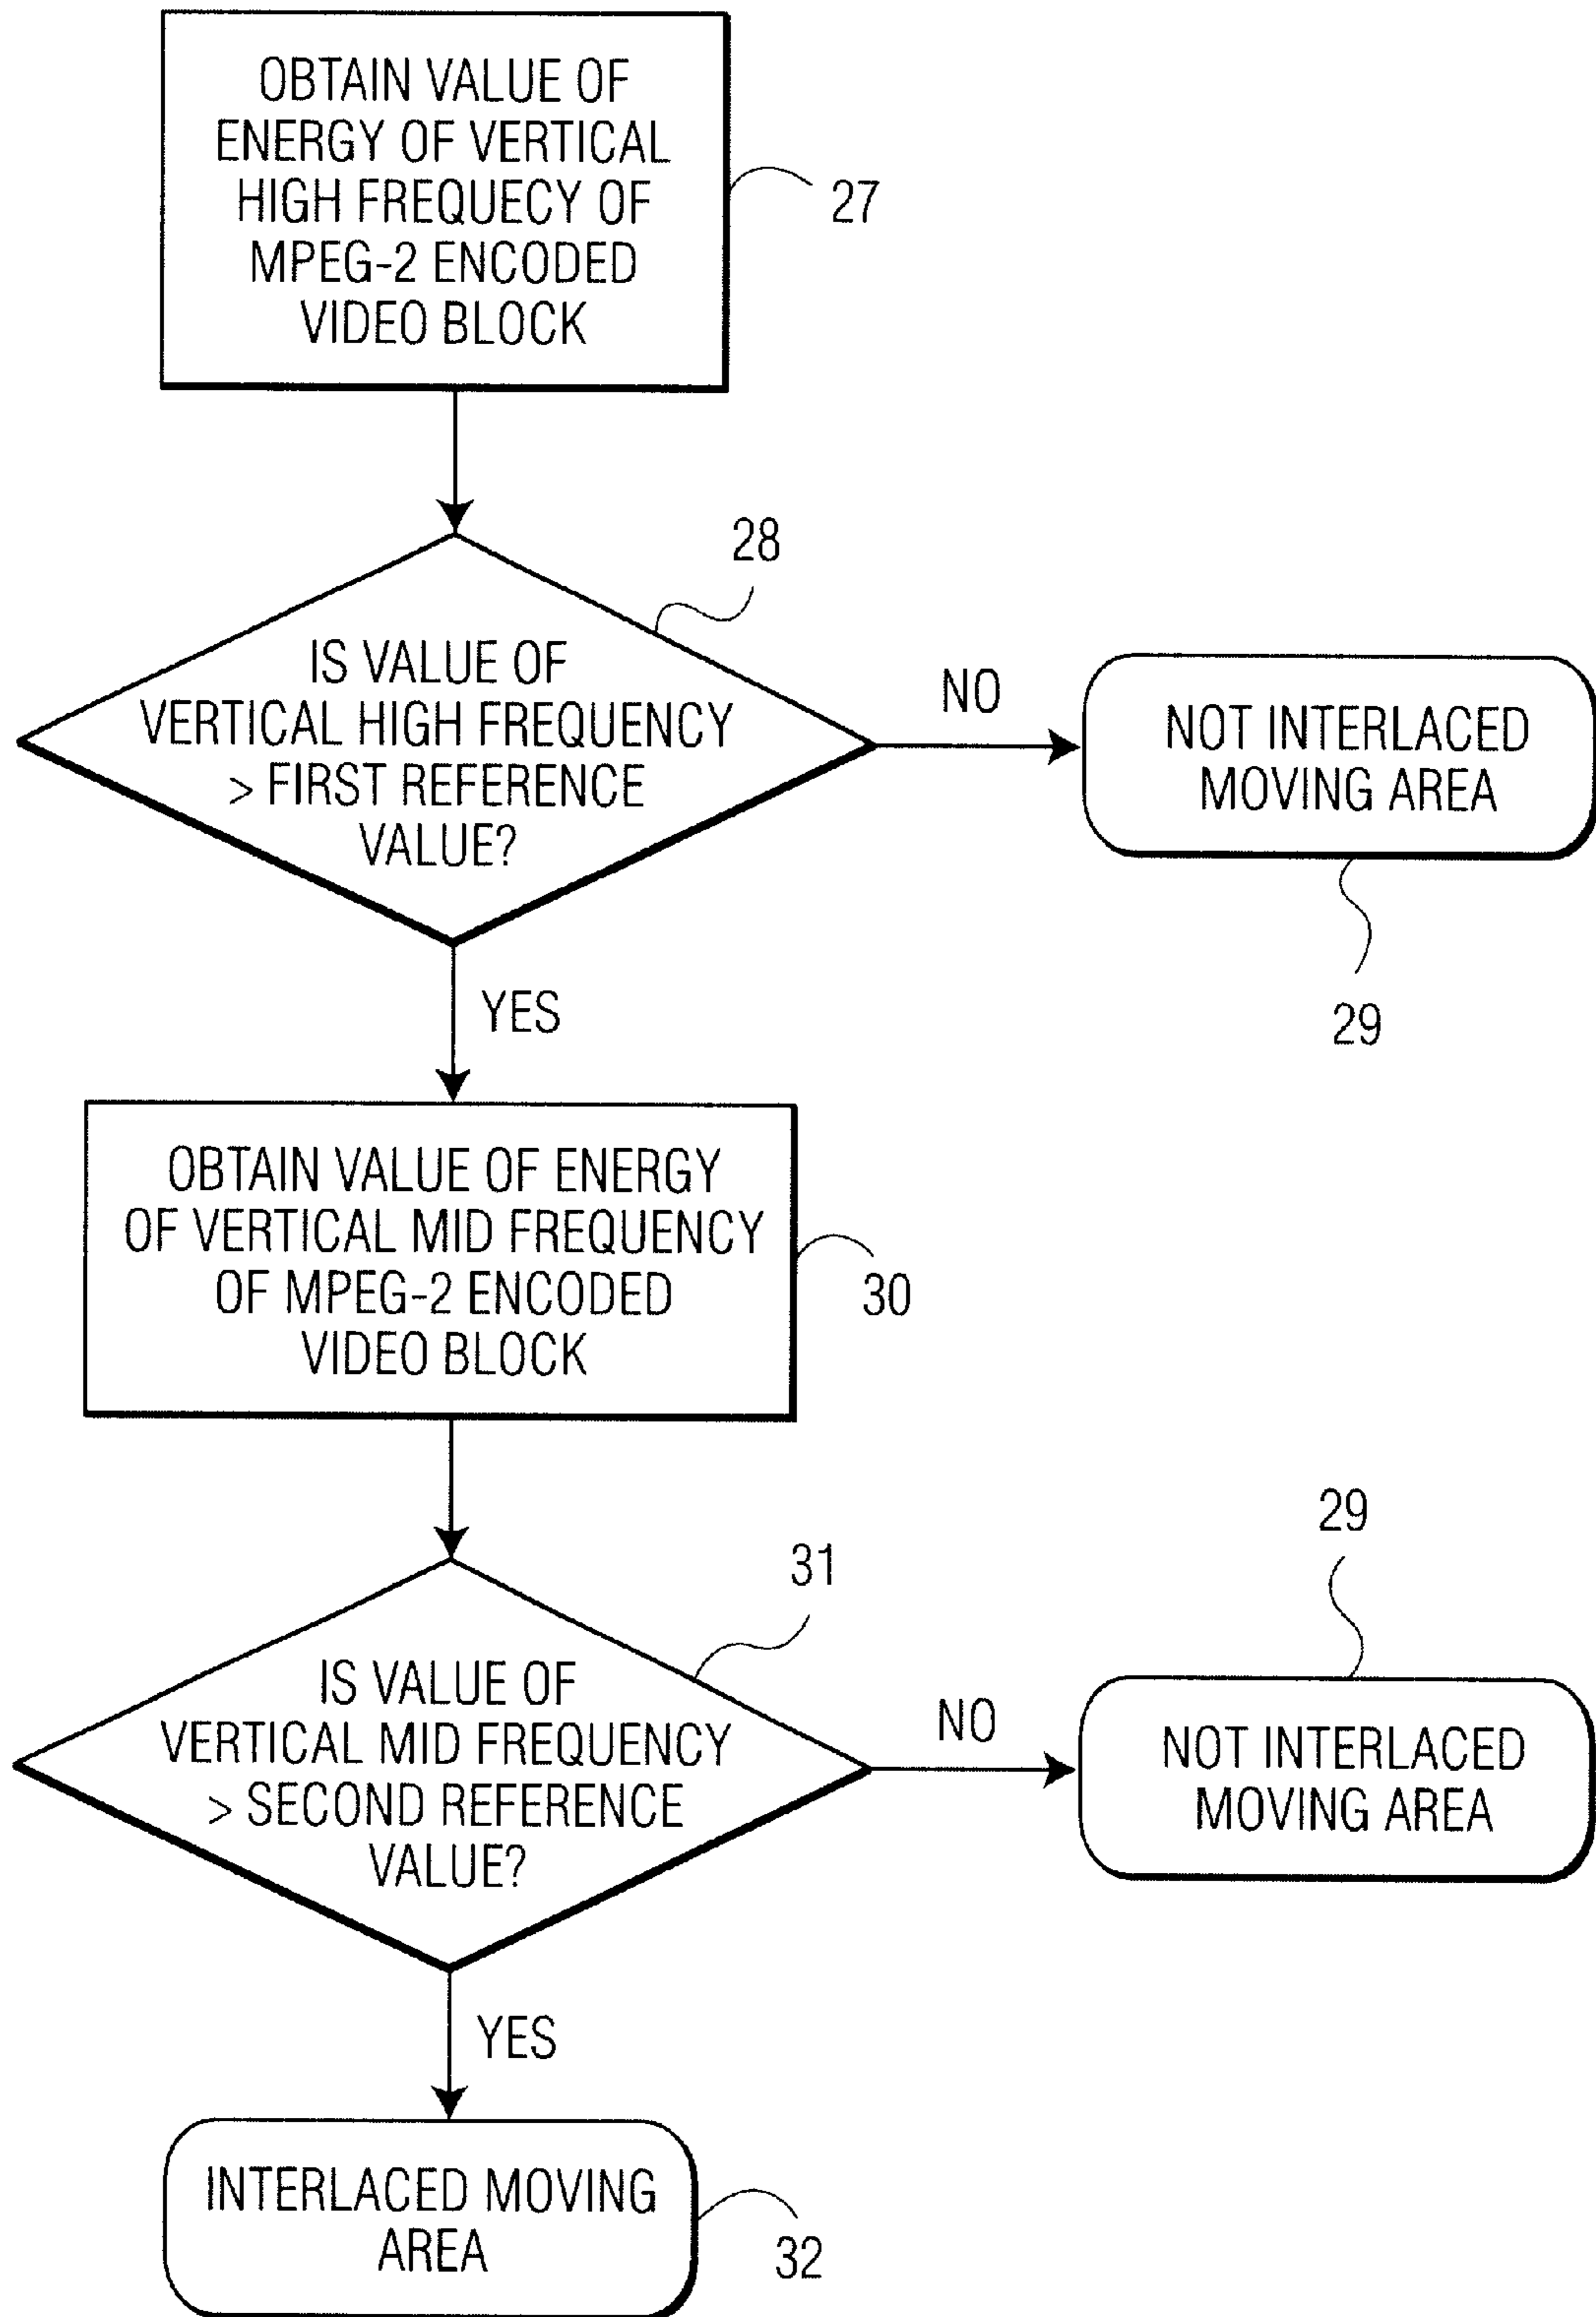 OBTAIN VALUE OF
ENERGY OF VERTICAL
HIGH FREQUECY OF
MPEG-2 ENCODED
VIDEO BLOCK
27
28
IS VALUE OF
VERTICAL HIGH FREQUENCY
> FIRST REFERENCE
VALUE?
NO
NOT INTERLACED
MOVING AREA
29
YES
OBTAIN VALUE OF ENERGY
OF VERTICAL MID FREQUENCY
OF MPEG-2 ENCODED
VIDEO BLOCK
30
31
IS VALUE OF
VERTICAL MID FREQUENCY
> SECOND REFERENCE
VALUE?
NO
29
NOT INTERLACED
MOVING AREA
YES
INTERLACED MOVING
AREA
32